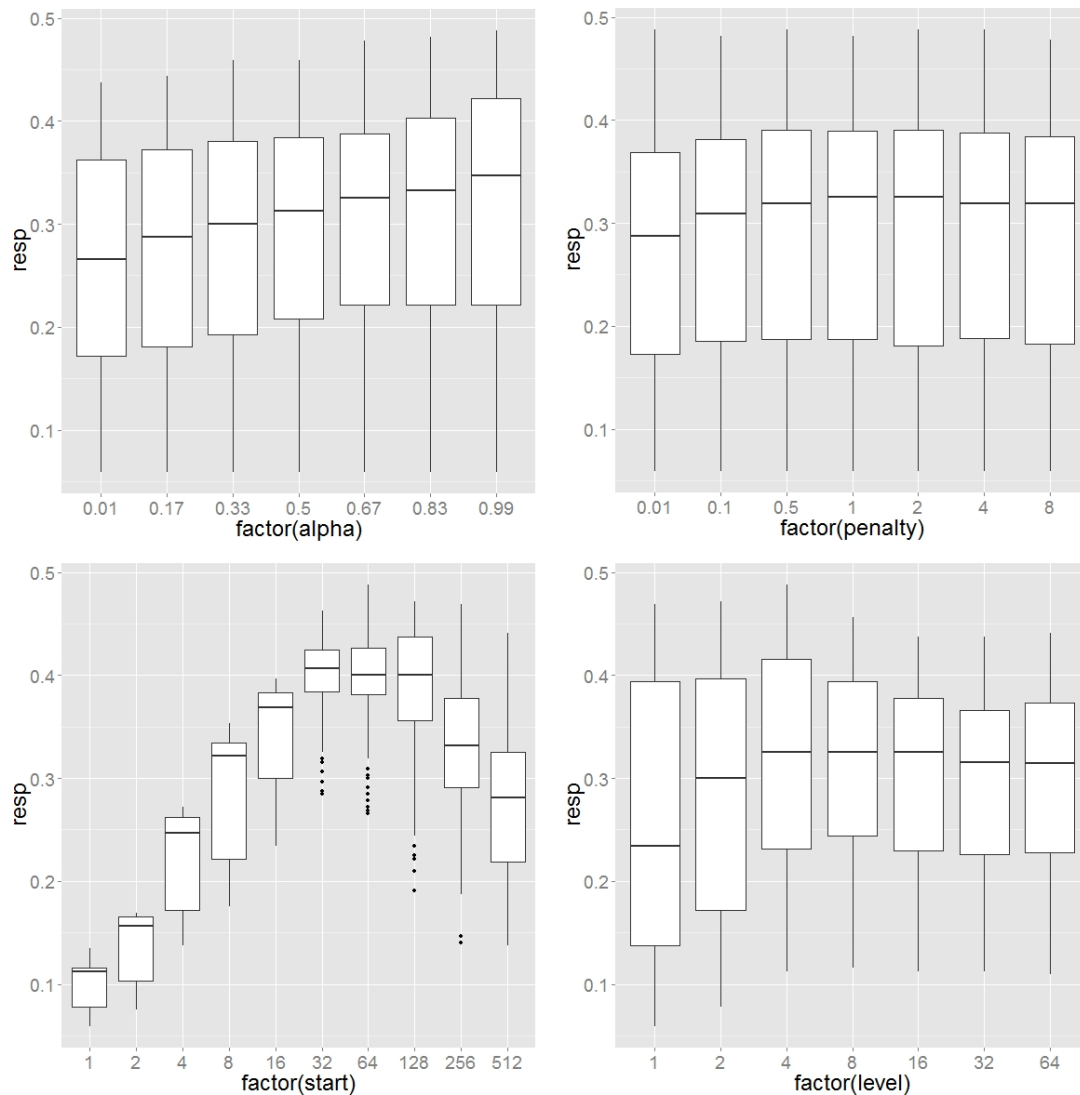 resp
0.5
0.4
0.3
0.2
0.1
0.01 0.17 0.33 0.5 0.67 0.83 0.99
factor(alpha)
resp
0.5
0.4
0.3
0.2
0.1
0.01 0.1 0.5 1 2 4 8
factor(penalty)
resp
0.5
0.4
0.3
0.2
0.1
1 2 4 8 16 32 64 128 256 512
factor(start)
resp
0.5
0.4
0.3
0.2
0.1
1 2 4 8 16 32 64
factor(level)